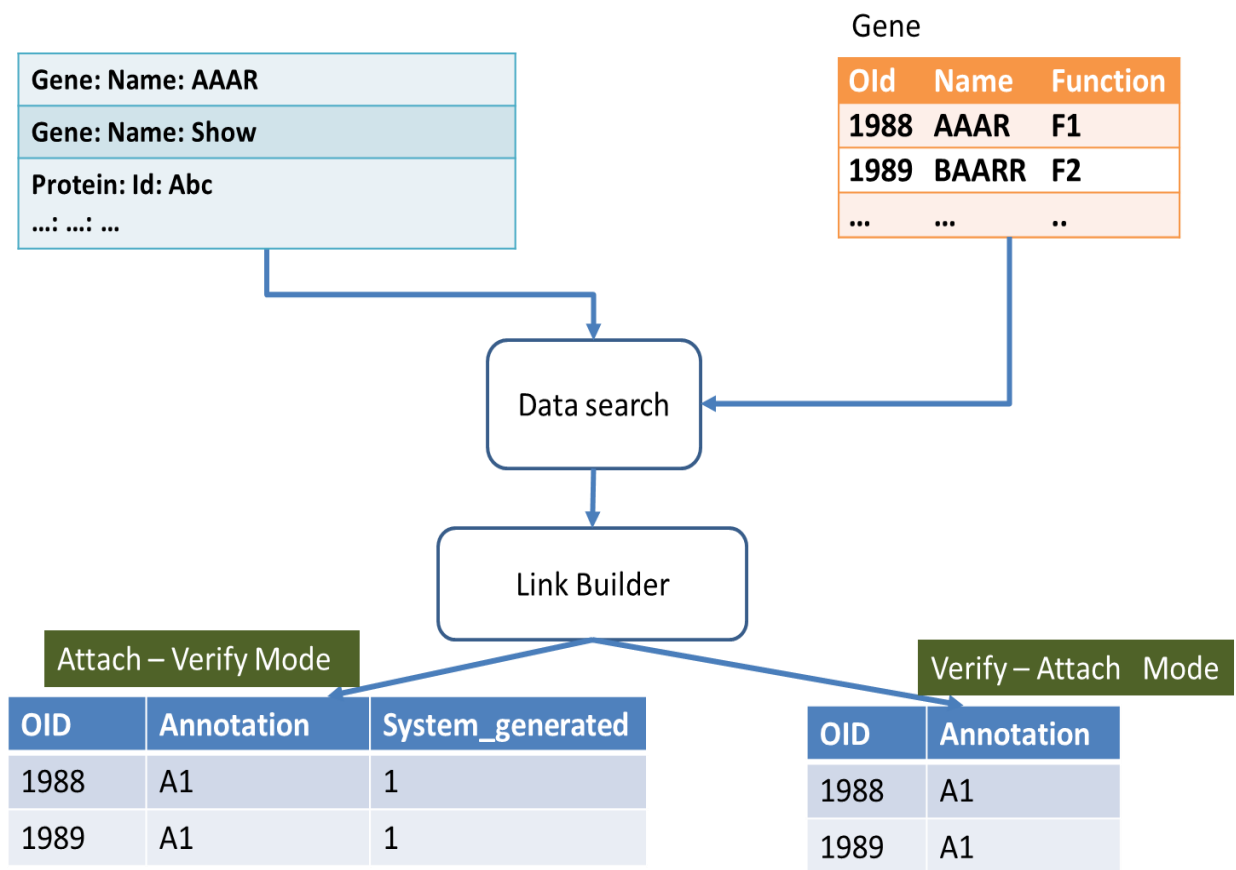 Gene
Gene: Name: AAAR
Gene: Name: Show
Protein: Id: Abc
...: ...: ...
OId Name Function
1988 AAAR F1
1989 BAARR F2
... ... ..
Data search
Link Builder
Attach – Verify Mode
Verify – Attach Mode
OID Annotation System_generated
1988 A1 1
1989 A1 1
OID Annotation
1988 A1
1989 A1